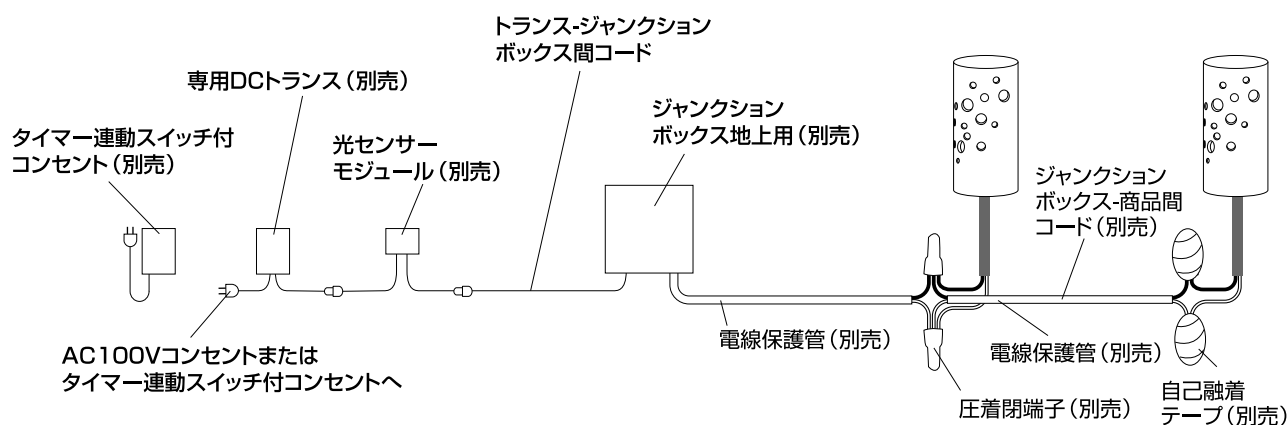 トランス-ジャンクション
ボックス間コード
専用DCトランス（別売）
ジャンクション
ボックス地上用（別売）
タイマー連動スイッチ付
コンセント（別売）
光センサー
モジュール（別売）
ジャンクション
ボックス-商品間
コード（別売）
電線保護管（別売）
電線保護管（別売）
AC100Vコンセントまたは
タイマー連動スイッチ付コンセントへ
圧着閉端子（別売）
自己融着
テープ（別売）